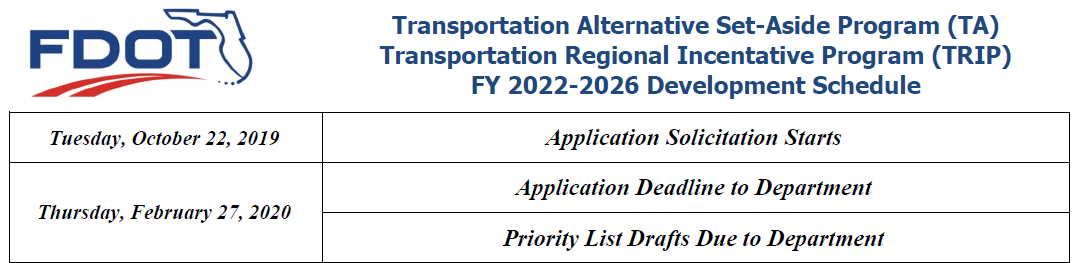 FDOT
Transportation Alternative Set-Aside Program (TA)
Transportation Regional Incentive Program (TRIP)
FY 2022-2026 Development Schedule
Tuesday, October 22, 2019
Application Solicitation Starts
Thursday, February 27, 2020
Application Deadline to Department
Priority List Drafts Due to Department